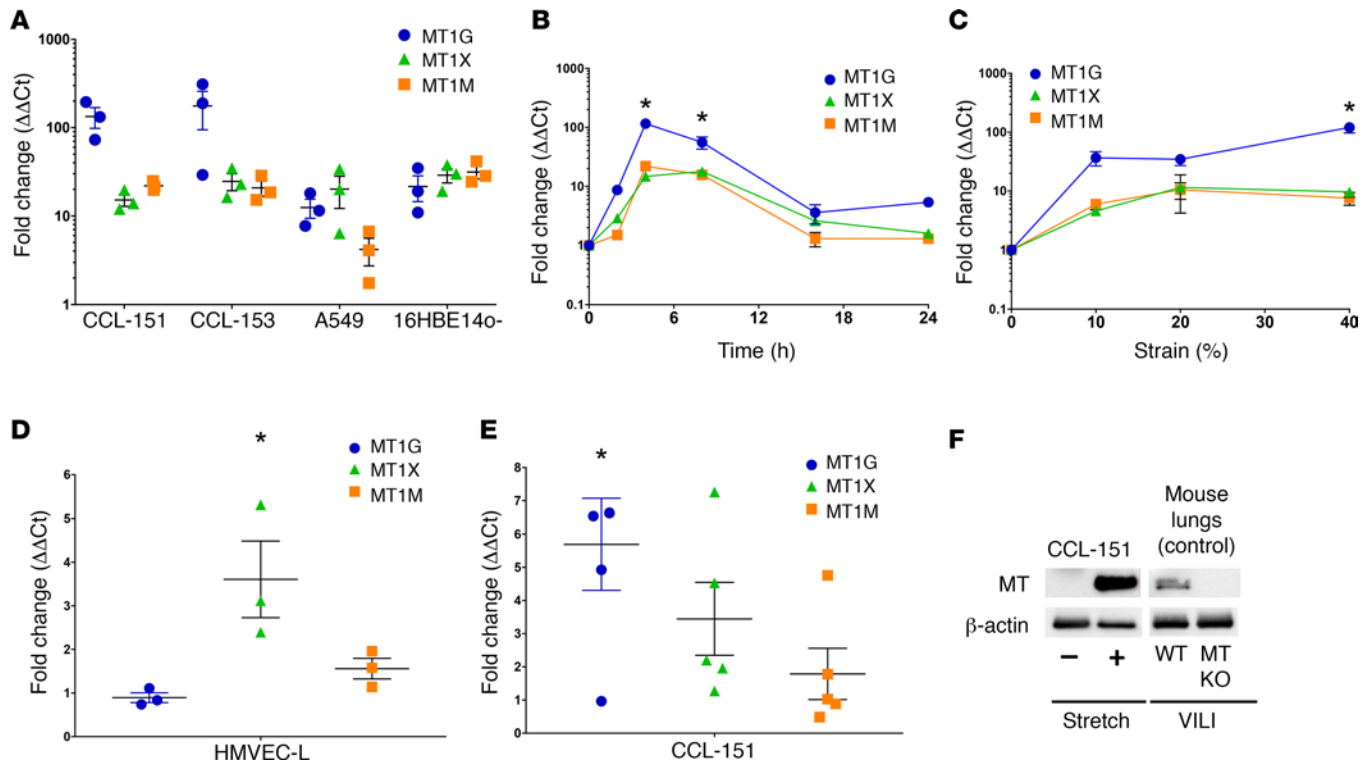 A
Fold change (ΔΔCt)
1000
100
10
1
MT1G
MT1X
MT1M
CCL-151 CCL-153 A549 16HBE14o-
B
Fold change (ΔΔCt)
1000
100
10
1
0.1
* *
MT1G
MT1X
MT1M
0 6 12 18 24
Time (h)
C
Fold change (ΔΔCt)
1000
100
10
1
0.1
MT1G
MT1X
MT1M
*
0 10 20 30 40
Strain (%)
D
Fold change (ΔΔCt)
6
5
4
3
2
1
0
*
MT1G
MT1X
MT1M
HMVEC-L
E
Fold change (ΔΔCt)
8
7
6
5
4
3
2
1
0
*
MT1G
MT1X
MT1M
CCL-151
F
Mouse
lungs
(control)
CCL-151
MT
β-actin
– + WT MT
KO
Stretch VILI